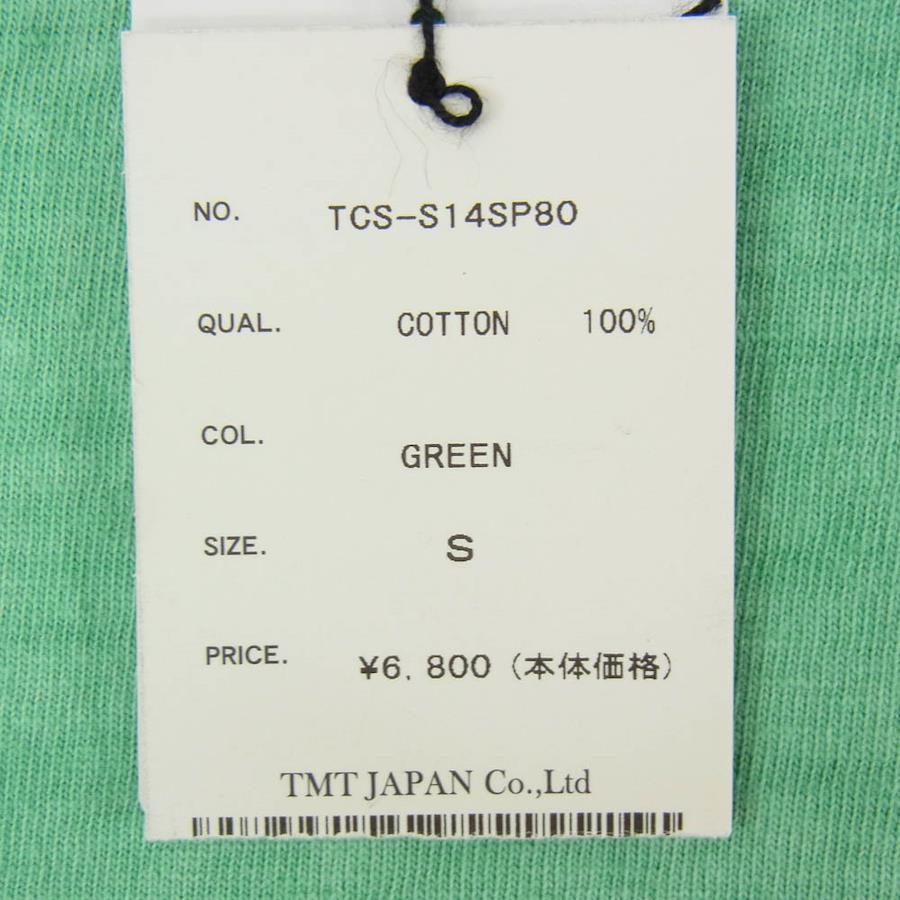 NO. TCS-S14SP80
QUAL. COTTON 100%
COL. GREEN
SIZE. S
PRICE. ¥6,800 (本体価格)
TMT JAPAN Co.,Ltd